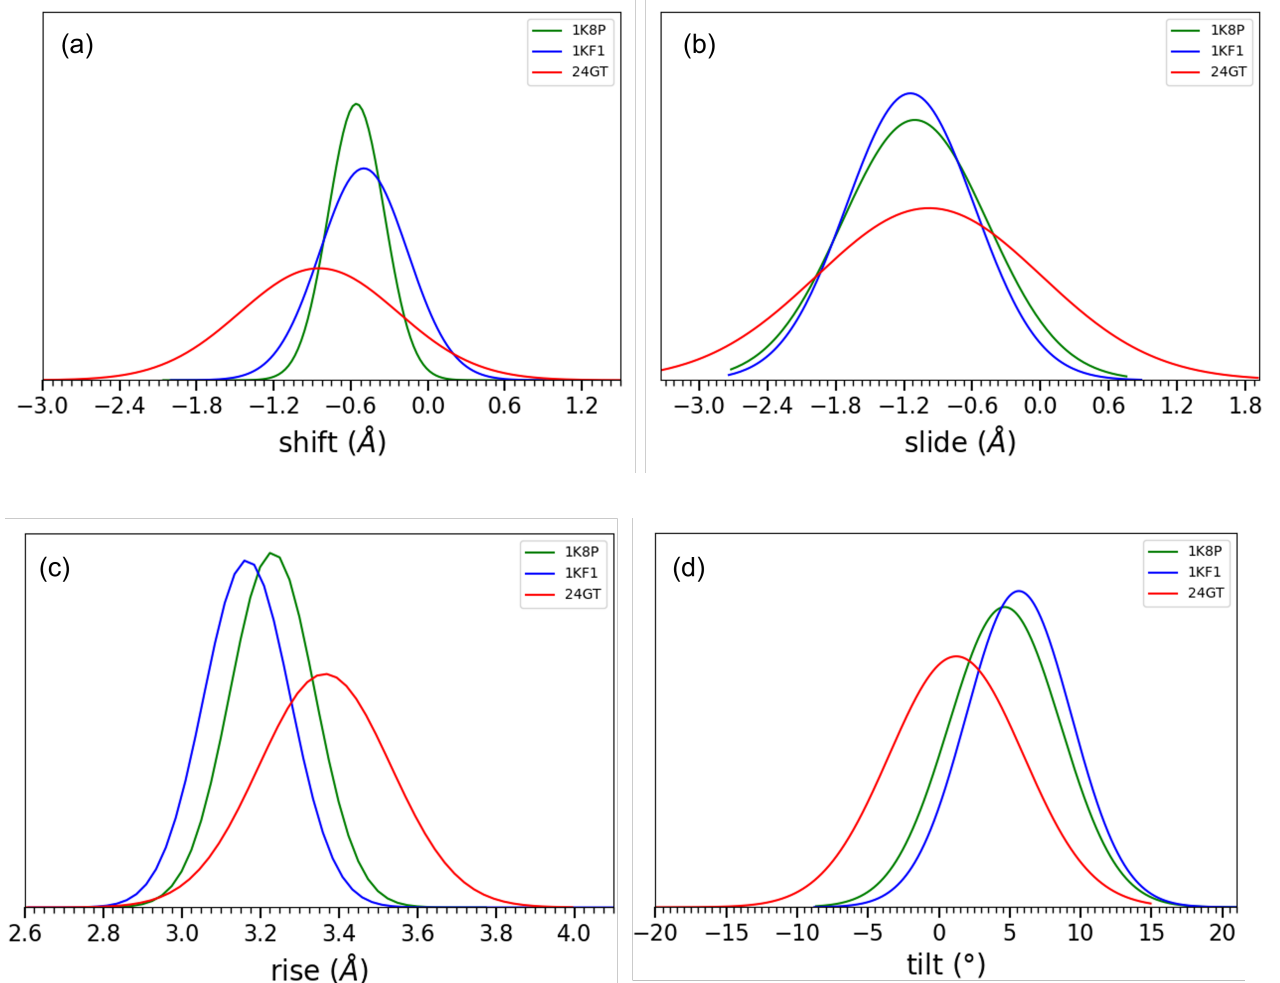 (a)
1K8P
1KF1
24GT
−3.0 −2.4 −1.8 −1.2 −0.6 0.0 0.6 1.2
shift (Å)
(b)
1K8P
1KF1
24GT
−3.0 −2.4 −1.8 −1.2 −0.6 0.0 0.6 1.2 1.8
slide (Å)
(c)
1K8P
1KF1
24GT
2.6 2.8 3.0 3.2 3.4 3.6 3.8 4.0
rise (Å)
(d)
1K8P
1KF1
24GT
−20 −15 −10 −5 0 5 10 15 20
tilt (°)